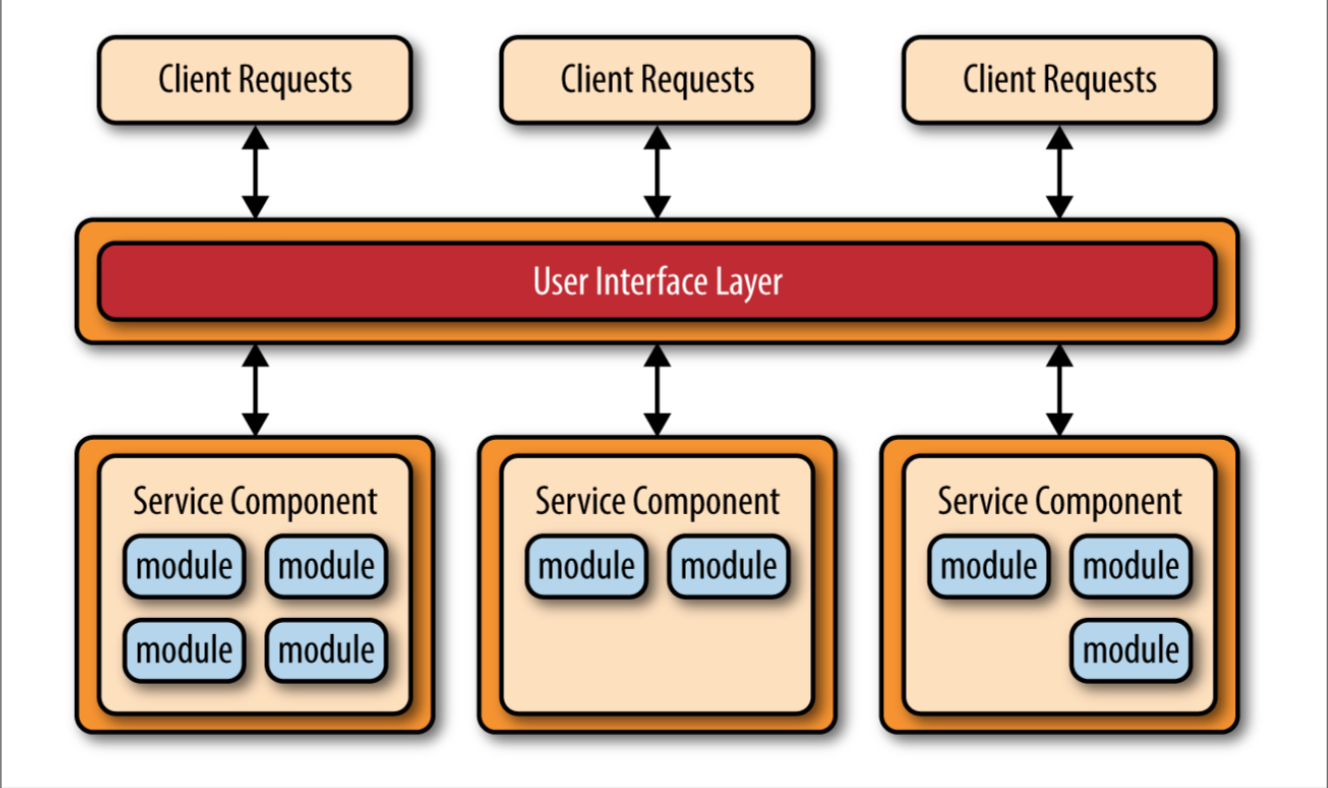 Client Requests
Client Requests
Client Requests
User Interface Layer
Service Component
module module
module module
Service Component
module module
Service Component
module module
module